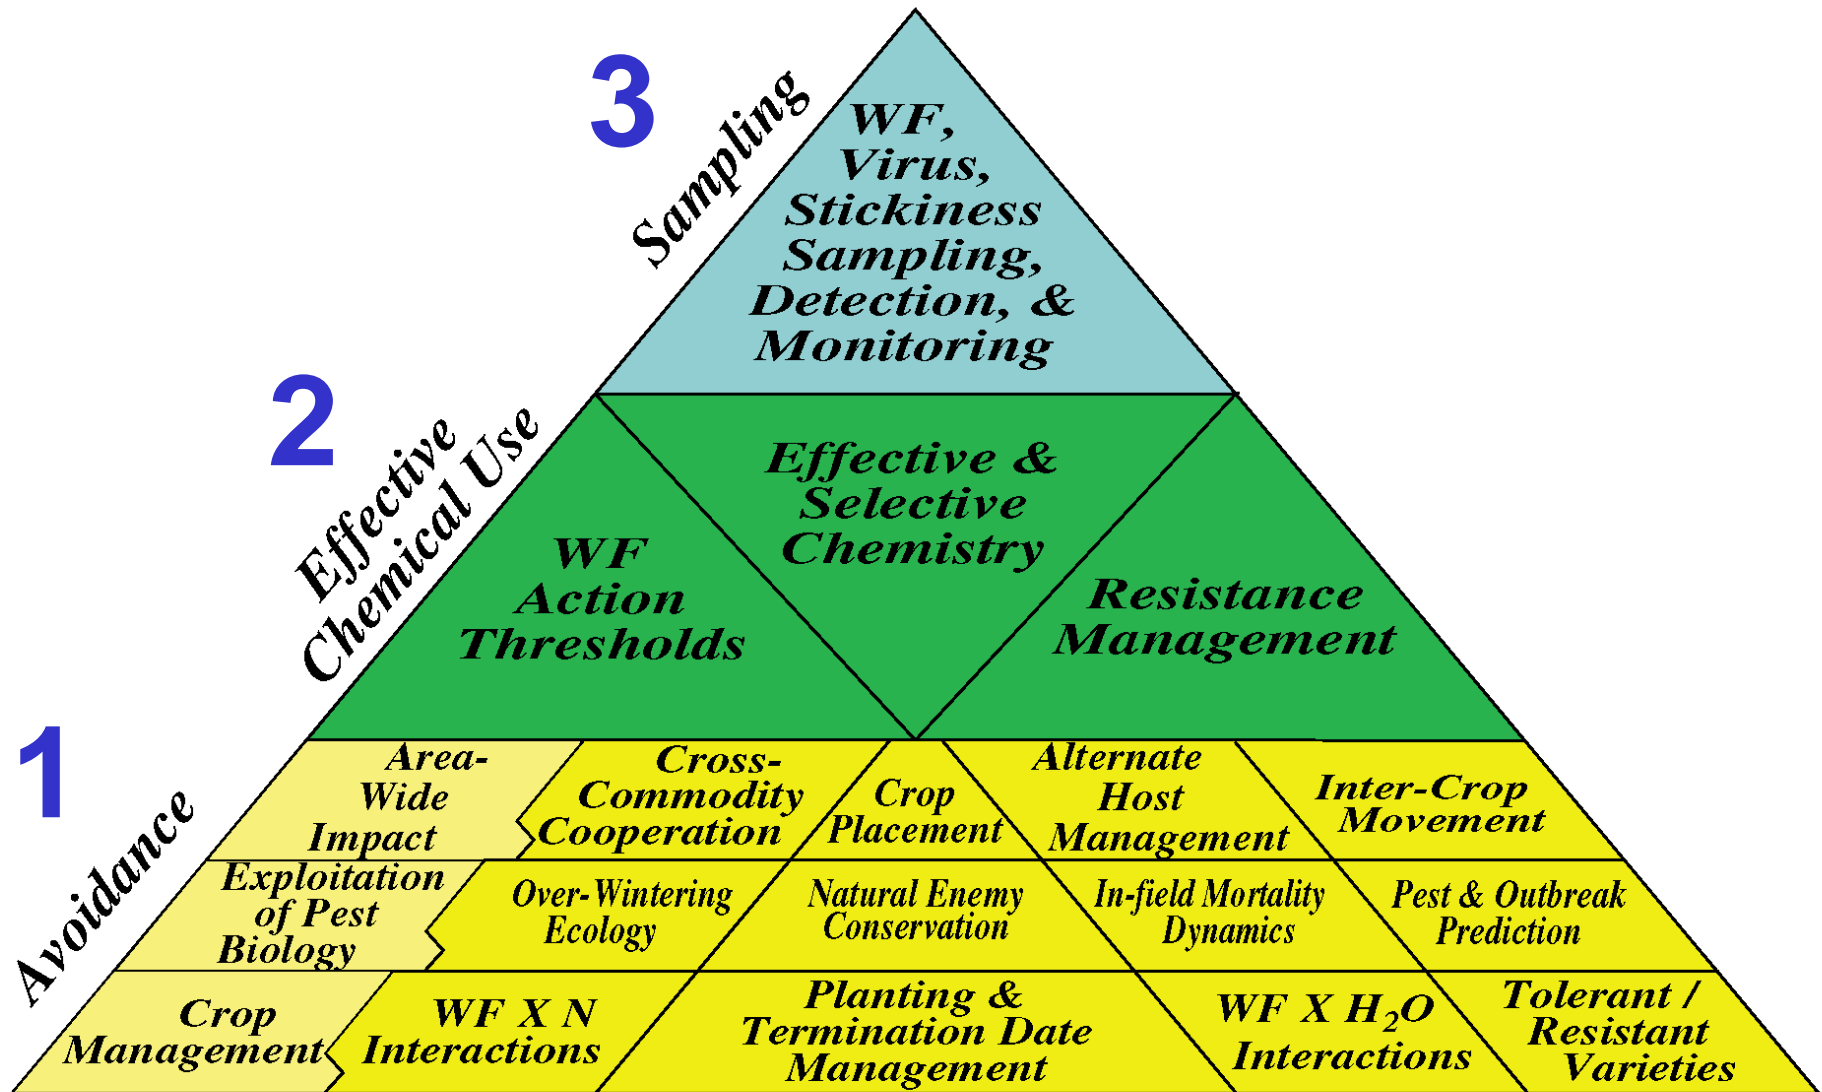 3
Sampling
WF,
Virus,
Stickiness
Sampling,
Detection, &
Monitoring
2
Effective
Chemical Use
WF
Action
Thresholds
Effective &
Selective
Chemistry
Resistance
Management
1
Avoidance
Area-
Wide
Impact
Cross-
Commodity
Cooperation
Crop
Placement
Alternate
Host
Management
Inter-Crop
Movement
Exploitation
of Pest
Biology
Over-Wintering
Ecology
Natural Enemy
Conservation
In-field Mortality
Dynamics
Pest & Outbreak
Prediction
Crop
Management
WF X N
Interactions
Planting &
Termination Date
Management
WF X H₂O
Interactions
Tolerant /
Resistant
Varieties